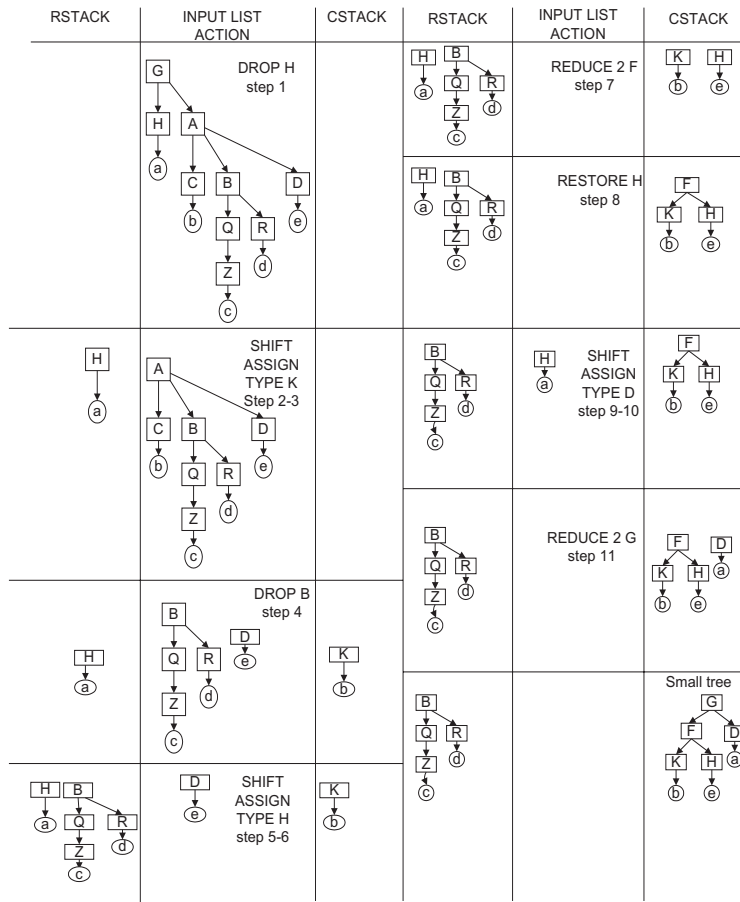 RSTACK
INPUT LIST
ACTION
CSTACK
G
DROP H
step 1
H
A
a
C
B
D
b
Q
R
e
Z
d
c
H
a
SHIFT
ASSIGN
TYPE K
Step 2-3
A
C
B
D
b
Q
R
e
Z
d
c
H
a
DROP B
step 4
B
D
Q
R
e
Z
d
c
K
b
H
B
a
Q
R
Z
d
c
D
e
SHIFT
ASSIGN
TYPE H
step 5-6
K
b
RSTACK
INPUT LIST
ACTION
CSTACK
H
B
a
Q
R
Z
d
c
REDUCE 2 F
step 7
K
H
b
e
H
B
a
Q
R
Z
d
c
RESTORE H
step 8
F
K
H
b
e
B
Q
R
Z
d
c
H
a
SHIFT
ASSIGN
TYPE D
step 9-10
F
K
H
b
e
B
Q
R
Z
d
c
REDUCE 2 G
step 11
F
D
K
H
a
b
e
B
Q
R
Z
d
c
Small tree
G
F
D
K
H
a
b
e